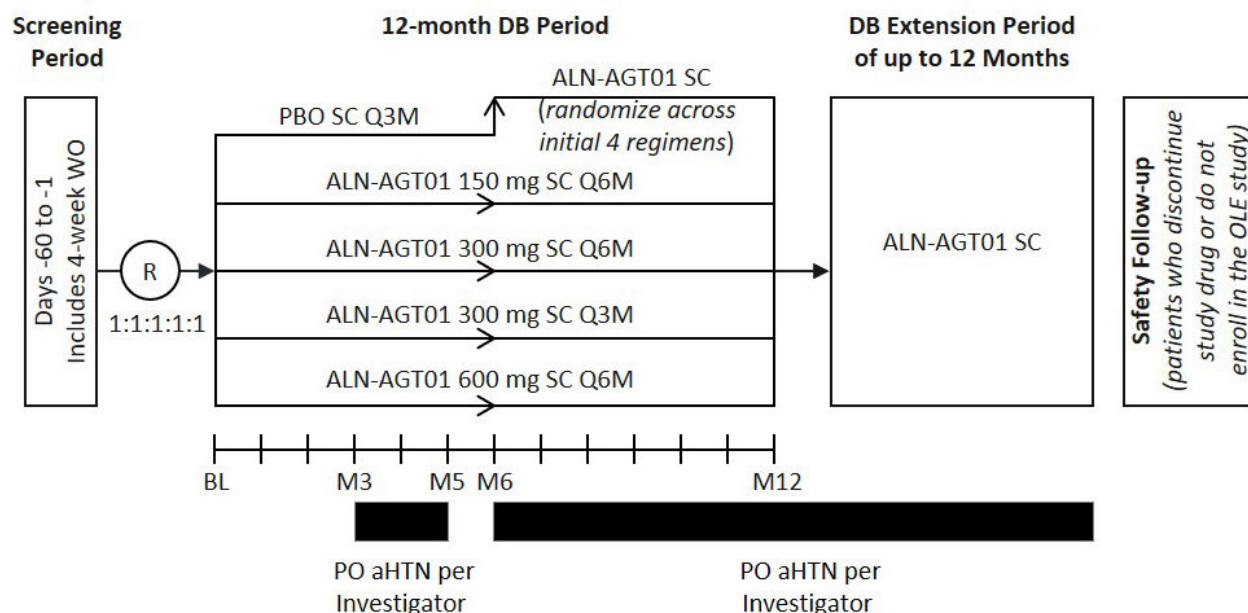 Screening
Period
12-month DB Period
DB Extension Period
of up to 12 Months
Days -60 to -1
Includes 4-week WO
R
1:1:1:1:1
PBO SC Q3M
ALN-AGT01 SC
(randomize across
initial 4 regimens)
ALN-AGT01 150 mg SC Q6M
ALN-AGT01 300 mg SC Q6M
ALN-AGT01 300 mg SC Q3M
ALN-AGT01 600 mg SC Q6M
ALN-AGT01 SC
Safety Follow-up
(patients who discontinue
study drug or do not
enroll in the OLE study)
BL
M3
M5
M6
M12
PO aHTN per
Investigator
PO aHTN per
Investigator